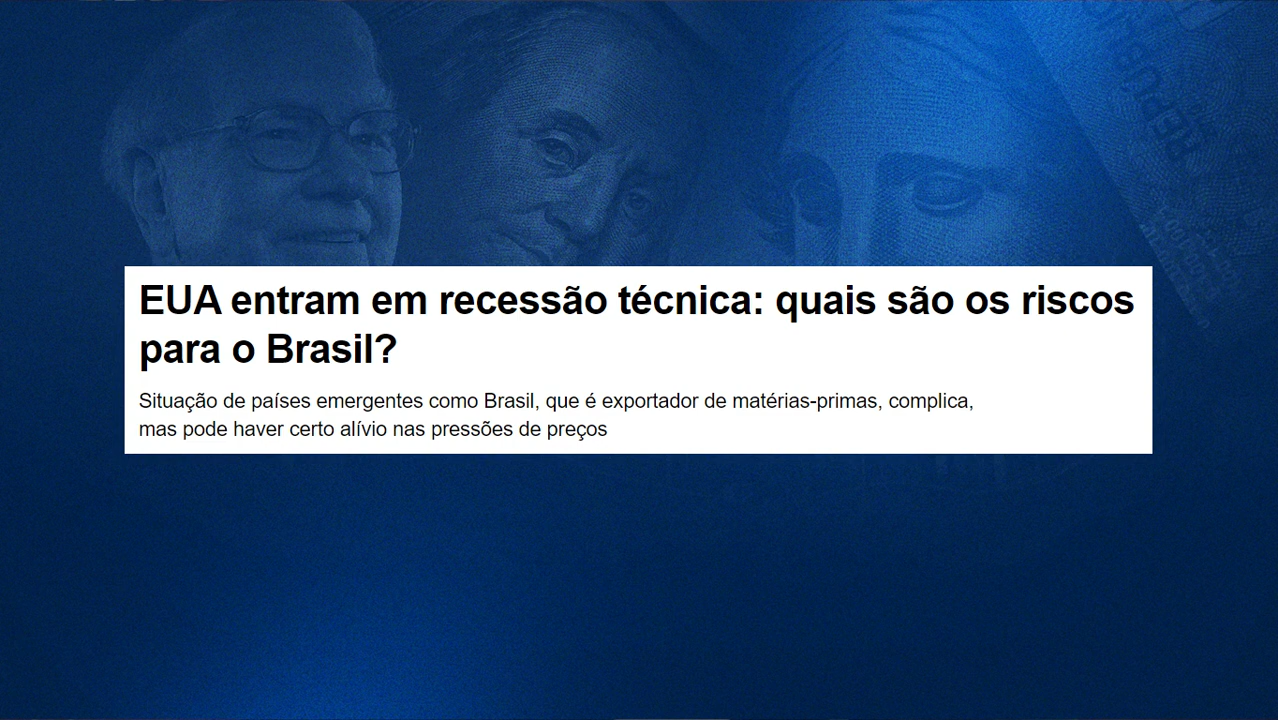 EUA entram em recessão técnica: quais são os riscos
para o Brasil?
Situação de países emergentes como Brasil, que é exportador de matérias-primas, complica,
mas pode haver certo alívio nas pressões de preços